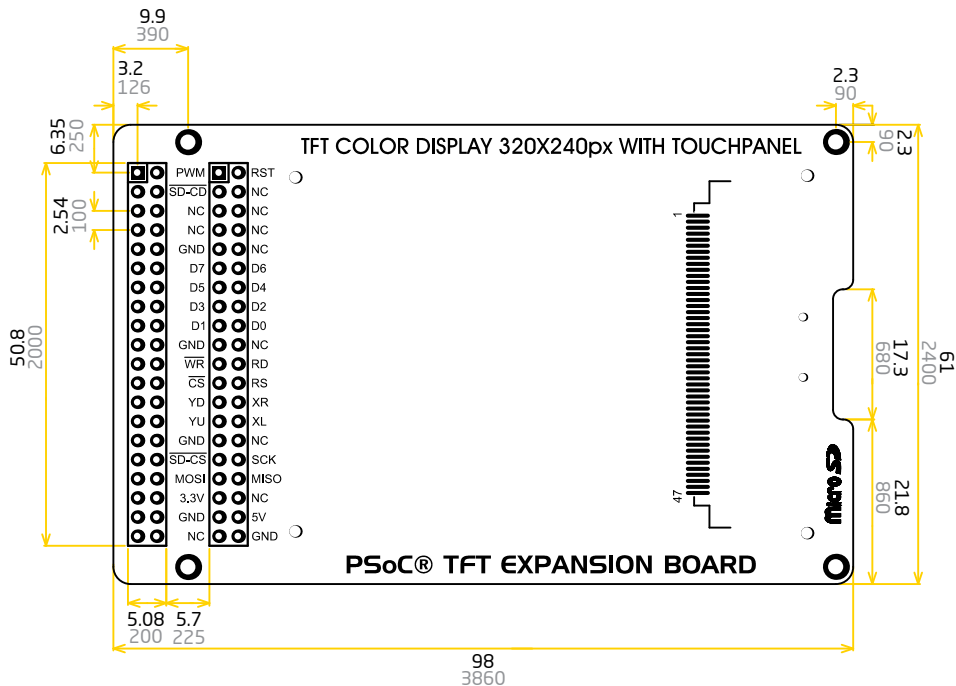 9.9
390
3.2
126
2.3
90
6.35
250
2.3
90
TFT COLOR DISPLAY 320X240px WITH TOUCHPANEL
PWM RST
SD-CD NC
NC NC
NC NC
GND NC
D7 D6
D5 D4
D3 D2
D1 D0
GND NC
WR RD
CS RS
YD XR
YU XL
GND NC
SD-CS SCK
MOSI MISO
3,3V NC
GND 5V
NC GND
2.54
100
50.8
2000
1
47
17.3
680
61
2400
21.8
860
Micro SD
PSoC® TFT EXPANSION BOARD
5.08
200
5.7
225
98
3860